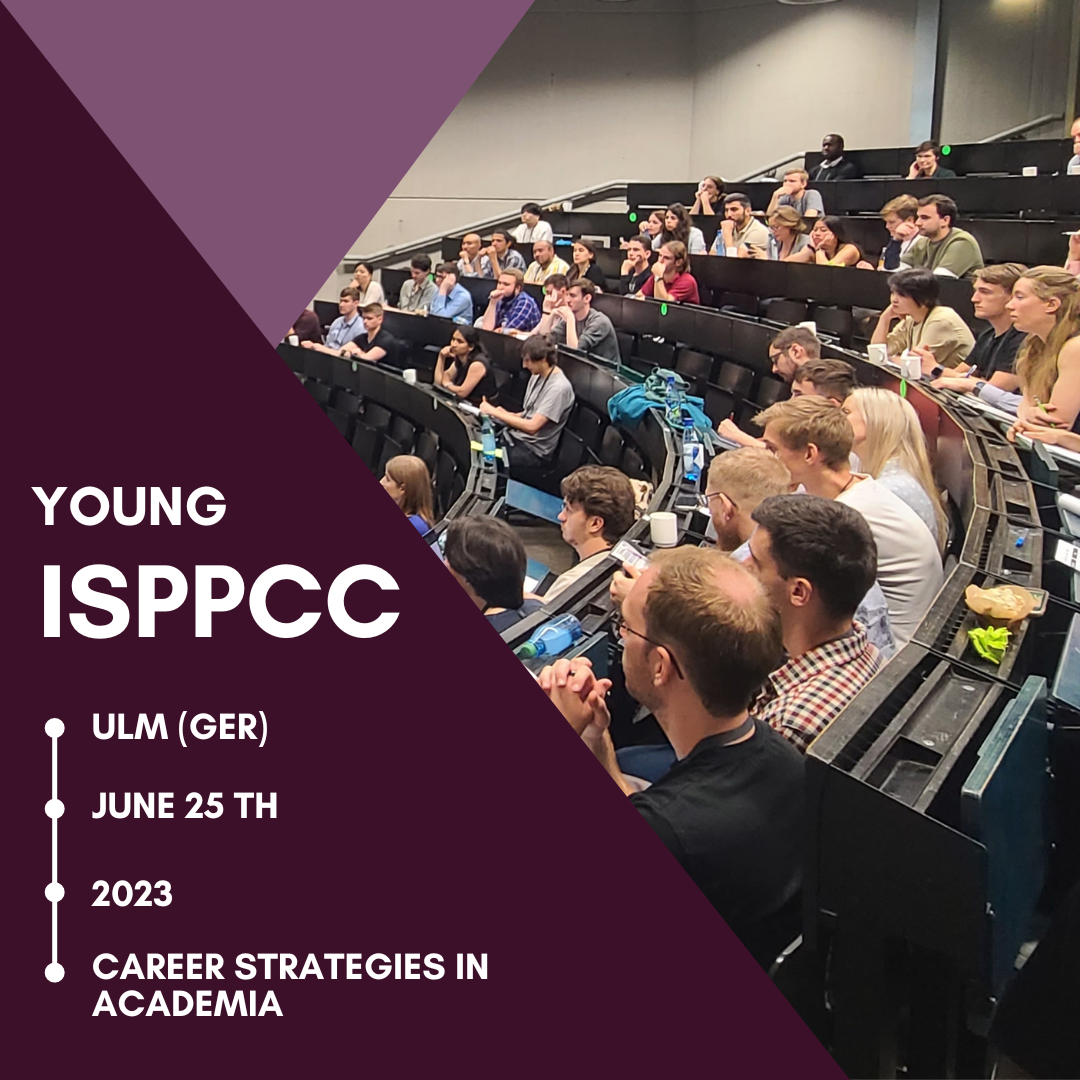 YOUNG
ISPPCC
ULM (GER)
JUNE 25 TH
2023
CAREER STRATEGIES IN
ACADEMIA